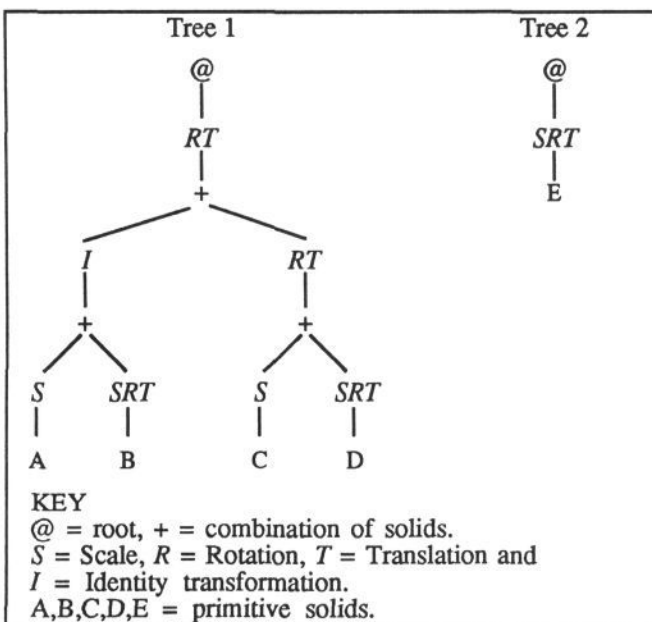 Tree 1 Tree 2
@ @
RT SRT
+ E
I RT
+ +
S SRT S SRT
A B C D
KEY
@ = root, + = combination of solids.
S = Scale, R = Rotation, T = Translation and
I = Identity transformation.
A,B,C,D,E = primitive solids.